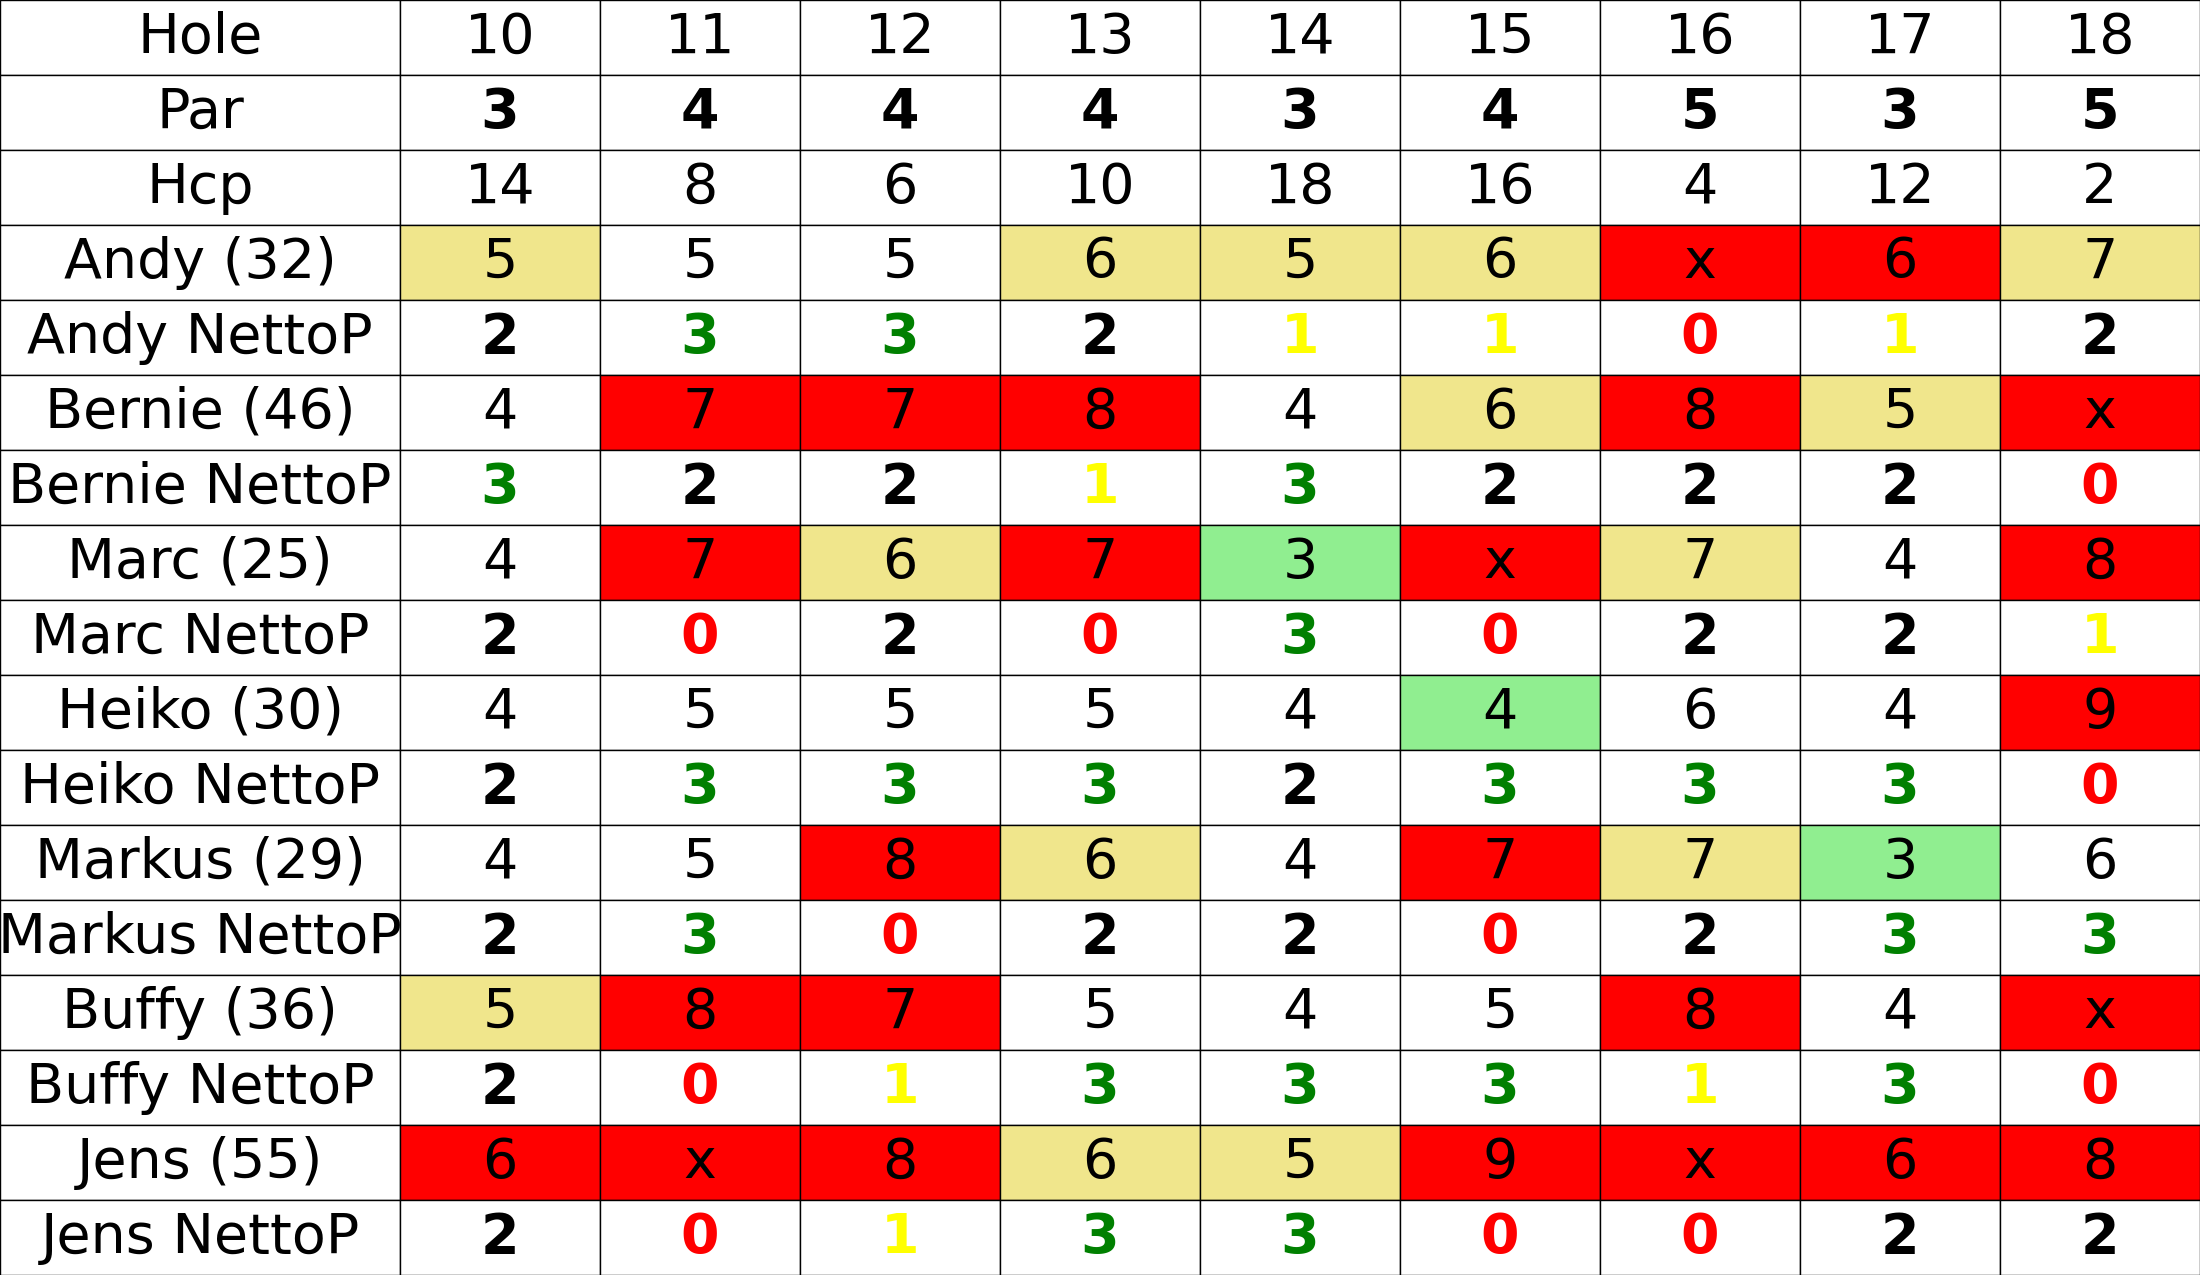 Hole 10 11 12 13 14 15 16 17 18
Par 3 4 4 4 3 4 5 3 5
Hcp 14 8 6 10 18 16 4 12 2
Andy (32) 5 5 5 6 5 6 x 6 7
Andy NettoP 2 3 3 2 1 1 0 1 2
Bernie (46) 4 7 7 8 4 6 8 5 x
Bernie NettoP 3 2 2 1 3 2 2 2 0
Marc (25) 4 7 6 7 3 x 7 4 8
Marc NettoP 2 0 2 0 3 0 2 2 1
Heiko (30) 4 5 5 5 4 4 6 4 9
Heiko NettoP 2 3 3 3 2 3 3 3 0
Markus (29) 4 5 8 6 4 7 7 3 6
Markus NettoP 2 3 0 2 2 0 2 3 3
Buffy (36) 5 8 7 5 4 5 8 4 x
Buffy NettoP 2 0 1 3 3 3 1 3 0
Jens (55) 6 x 8 6 5 9 x 6 8
Jens NettoP 2 0 1 3 3 0 0 2 2